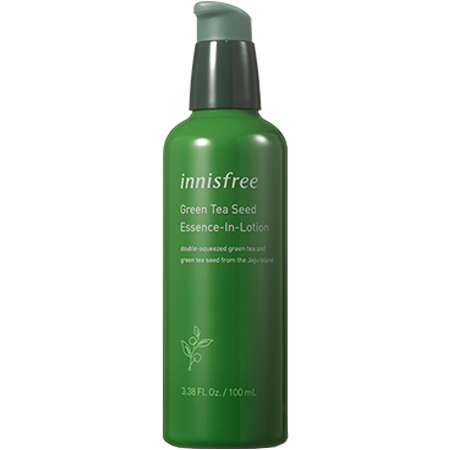 innisfree
Green Tea Seed
Essence-In-Lotion
double-squeezed green tea and
green tea seed from the Jeju Island
3.38 FL. Oz. / 100 mL